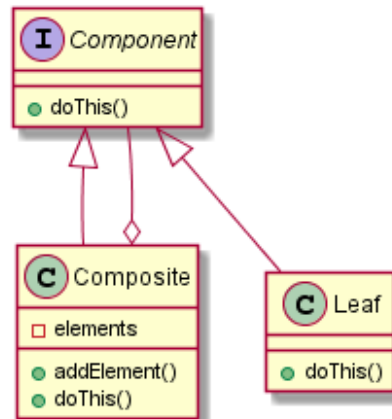 I Component
doThis()
C Composite
elements
addElement()
doThis()
C Leaf
doThis()